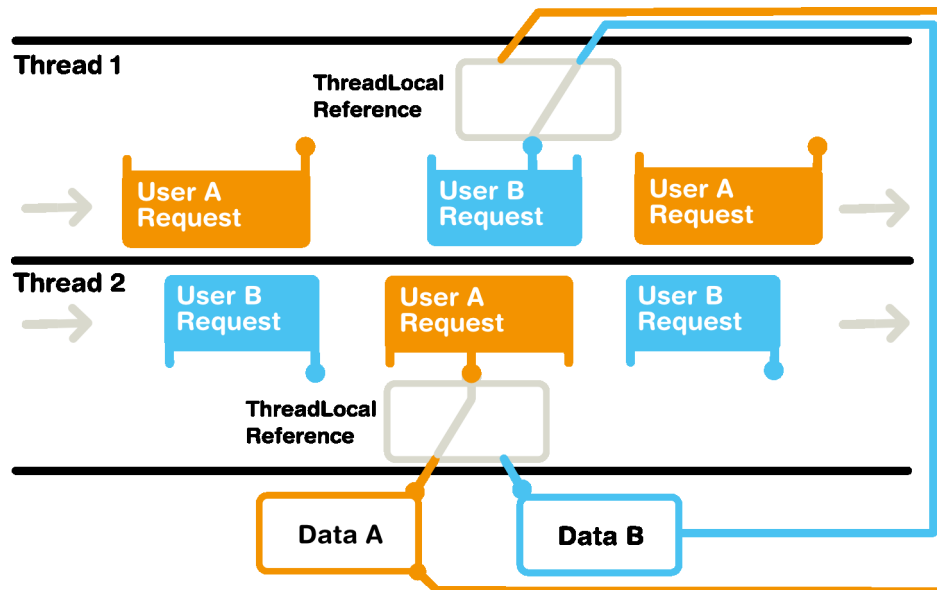 Thread 1
ThreadLocal
Reference
User A
Request
User B
Request
User A
Request
Thread 2
User B
Request
User A
Request
User B
Request
ThreadLocal
Reference
Data A
Data B